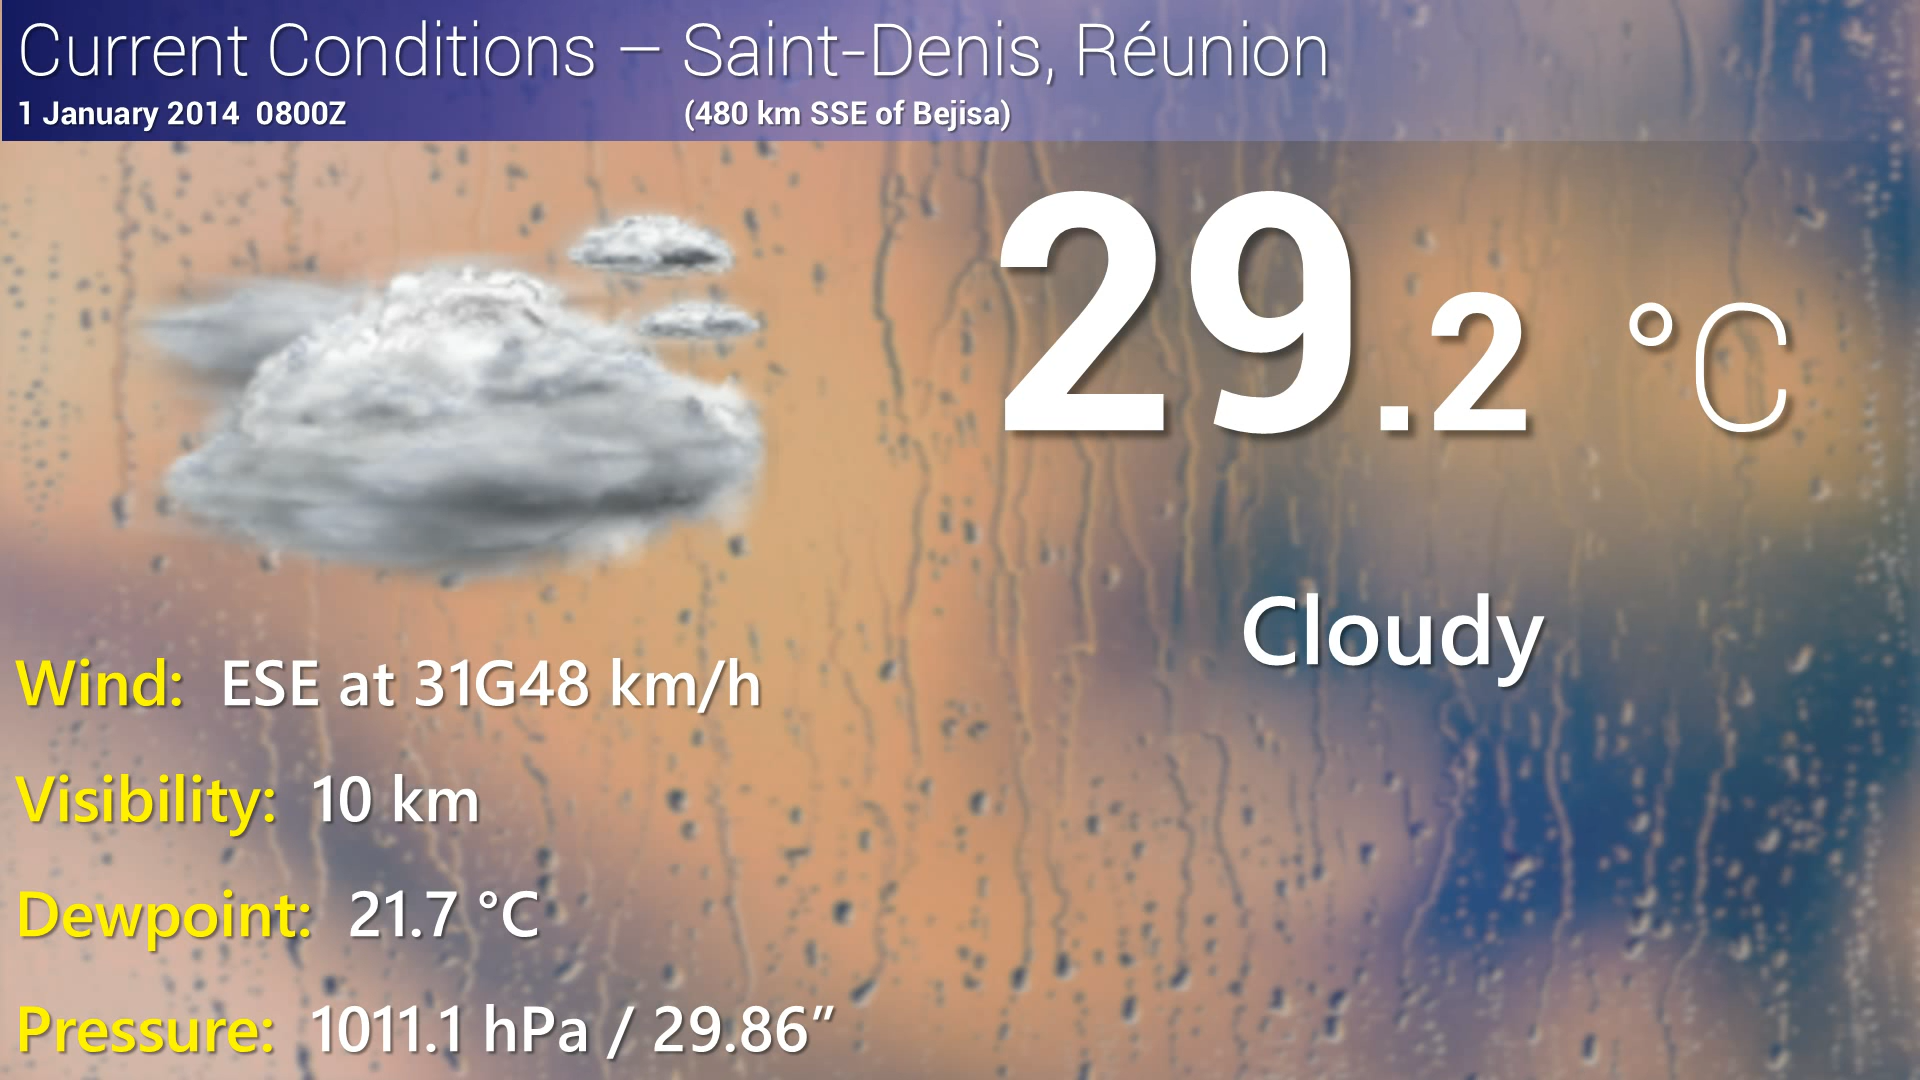 Current Conditions – Saint-Denis, Réunion
1 January 2014 0800Z (480 km SSE of Bejisa)
29.2 °C
Cloudy
Wind: ESE at 31G48 km/h
Visibility: 10 km
Dewpoint: 21.7 °C
Pressure: 1011.1 hPa / 29.86”